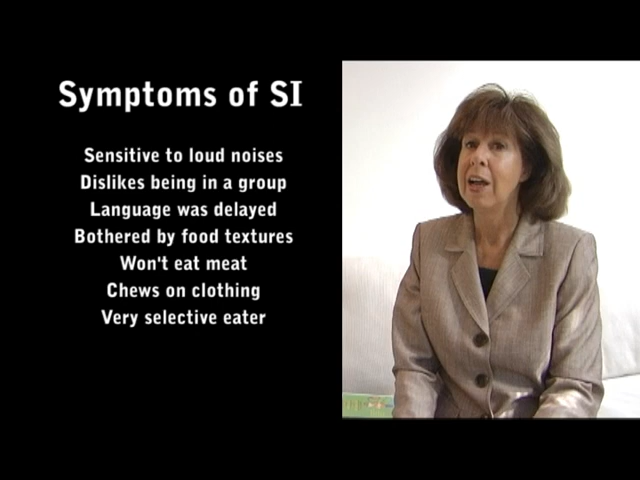 Symptoms of SI
Sensitive to loud noises
Dislikes being in a group
Language was delayed
Bothered by food textures
Won't eat meat
Chews on clothing
Very selective eater